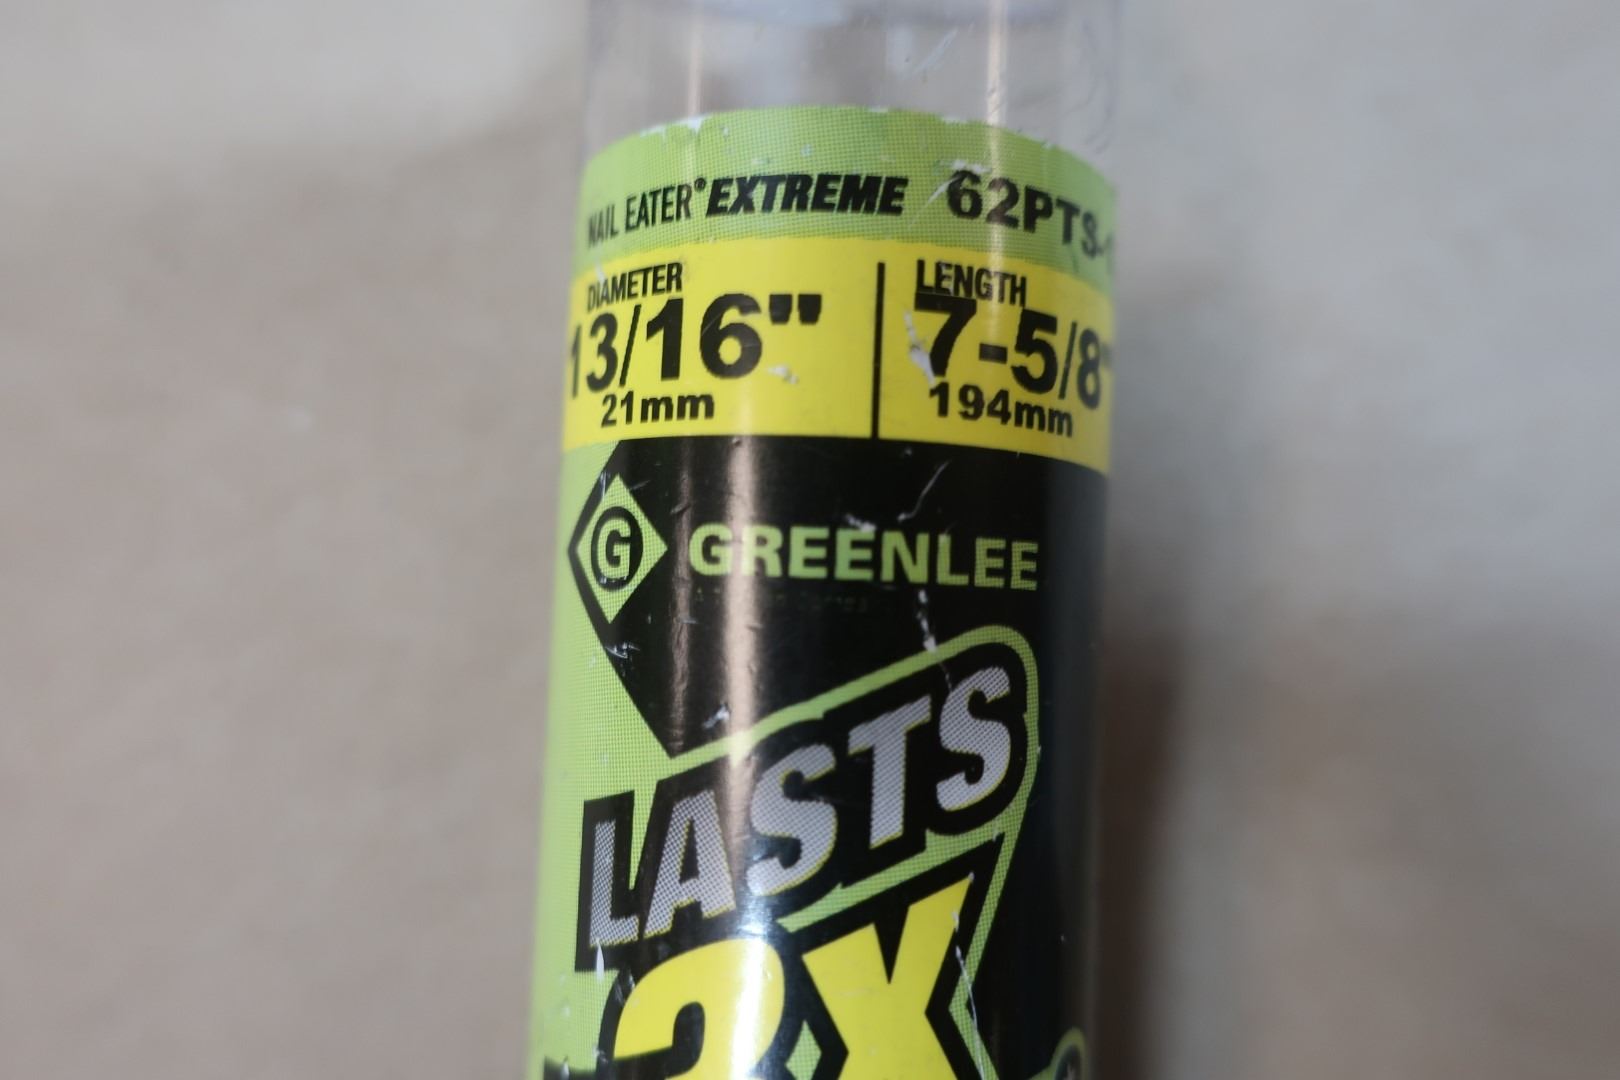 NAIL EATER® EXTREME 62PTS-
DIAMETER LENGTH
13/16" 7-5/8"
21mm 194mm
G GREENLEE
LASTS